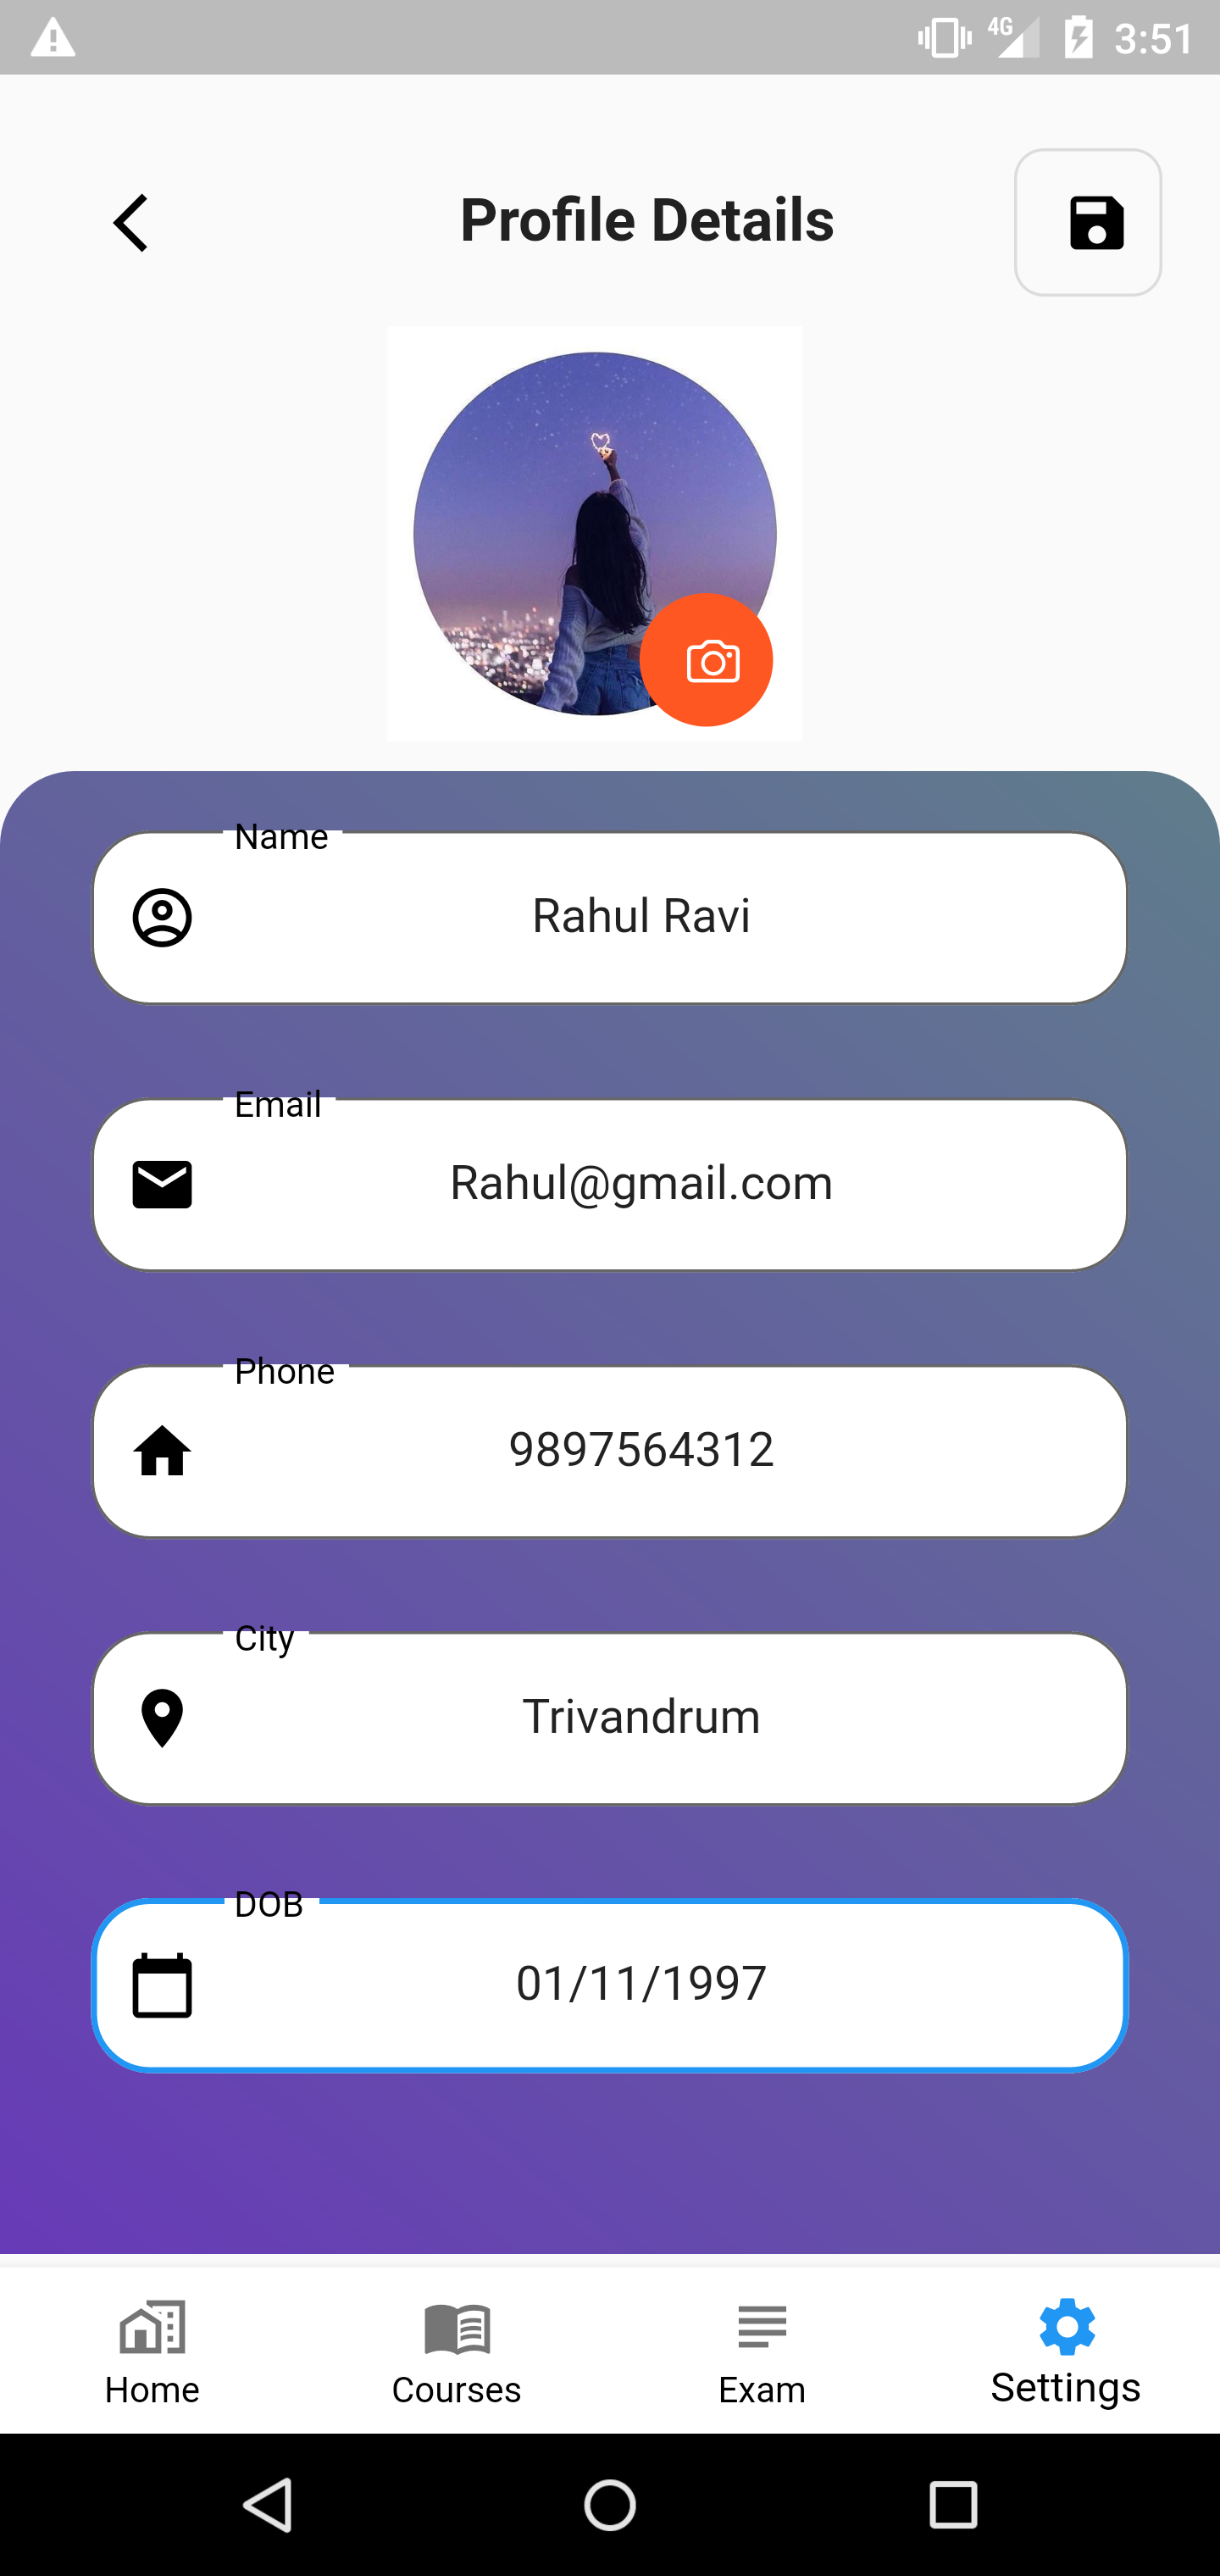 4G 3:51
Profile Details
Name
Rahul Ravi
Email
Rahul@gmail.com
Phone
9897564312
City
Trivandrum
DOB
01/11/1997
Home Courses Exam Settings